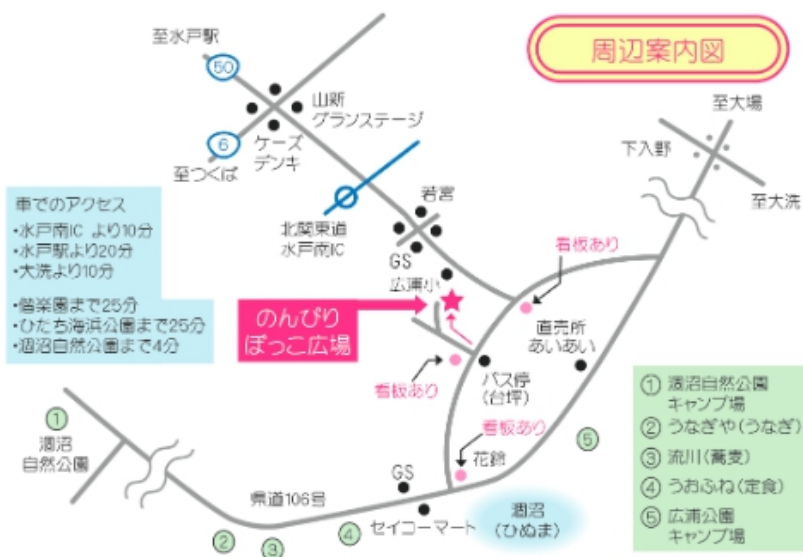 周辺案内図
至水戸駅
50
山新
グランステージ
6
ケーズ
デンキ
至つくば
至大場
下入野
至大洗
車でのアクセス
・水戸南IC より10分
・水戸駅より20分
・大洗より10分
・偕楽園まで25分
・ひたち海浜公園まで25分
・涸沼自然公園まで4分
北関東道
水戸南IC
若宮
GS
広浦小
看板あり
のんびり
ぽっこ広場
直売所
あいあい
看板あり
バス停
(台坪)
看板あり
花鈴
①
涸沼
自然公園
県道106号
GS
セイコーマート
涸沼
(ひぬま)
②
③
④
⑤
① 涸沼自然公園
キャンプ場
② うなぎや(うなぎ)
③ 流川(蕎麦)
④ うおふね(定食)
⑤ 広浦公園
キャンプ場